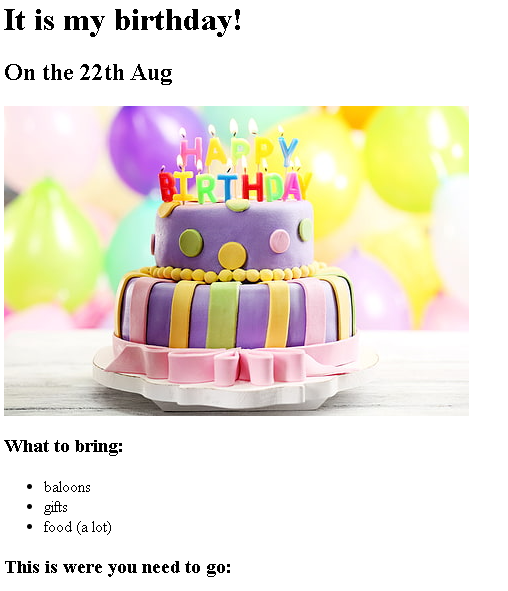 It is my birthday!
On the 22th Aug
HAPPY
BIRTHDAY
What to bring:
baloons
gifts
food (a lot)
This is were you need to go: